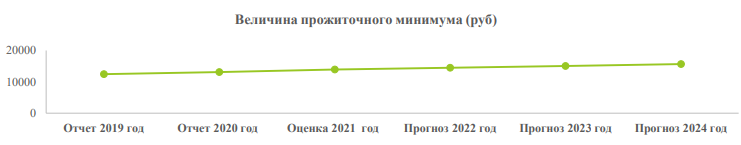 Величина прожиточного минимума (руб)
20000
10000
0
Отчет 2019 год Отчет 2020 год Оценка 2021 год Прогноз 2022 год Прогноз 2023 год Прогноз 2024 год